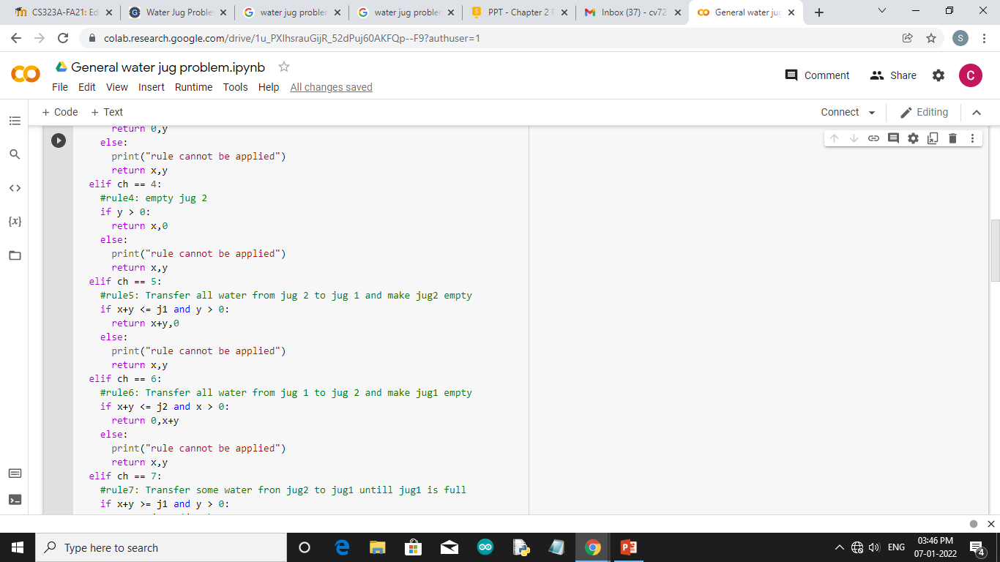 CS323A-FA21: Ed
Water Jug Proble
water jug problem
water jug problem
PPT - Chapter 2
Inbox (37) - cv72
General water jug
colab.research.google.com/drive/1u_PXlhsrauGijR_52dPuj60AKFQp--F9?authuser=1
S
General water jug problem.ipynb
Comment
Share
C
File Edit View Insert Runtime Tools Help All changes saved
+ Code + Text
Connect
Editing
return 0,y
else:
print("rule cannot be applied")
return x,y
elif ch == 4:
#rule4: empty jug 2
if y > 0:
return x,0
else:
print("rule cannot be applied")
return x,y
elif ch == 5:
#rule5: Transfer all water from jug 2 to jug 1 and make jug2 empty
if x+y <= j1 and y > 0:
return x+y,0
else:
print("rule cannot be applied")
return x,y
elif ch == 6:
#rule6: Transfer all water from jug 1 to jug 2 and make jug1 empty
if x+y <= j2 and x > 0:
return 0,x+y
else:
print("rule cannot be applied")
return x,y
elif ch == 7:
#rule7: Transfer some water fron jug2 to jug1 untill jug1 is full
if x+y >= j1 and y > 0:
Type here to search
ENG
03:46 PM
07-01-2022
4